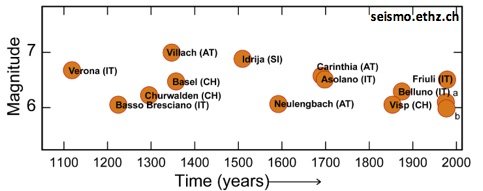 seismo.ethz.ch
Magnitude
7
6
Villach (AT)
Idrija (SI)
Verona (IT)
Carinthia (AT)
Basel (CH)
Asolano (IT)
Friuli (IT)
Churwalden (CH)
Belluno (IT) a
Basso Bresciano (IT)
Neulengbach (AT)
Visp (CH)
b
1100 1200 1300 1400 1500 1600 1700 1800 1900 2000
Time (years)